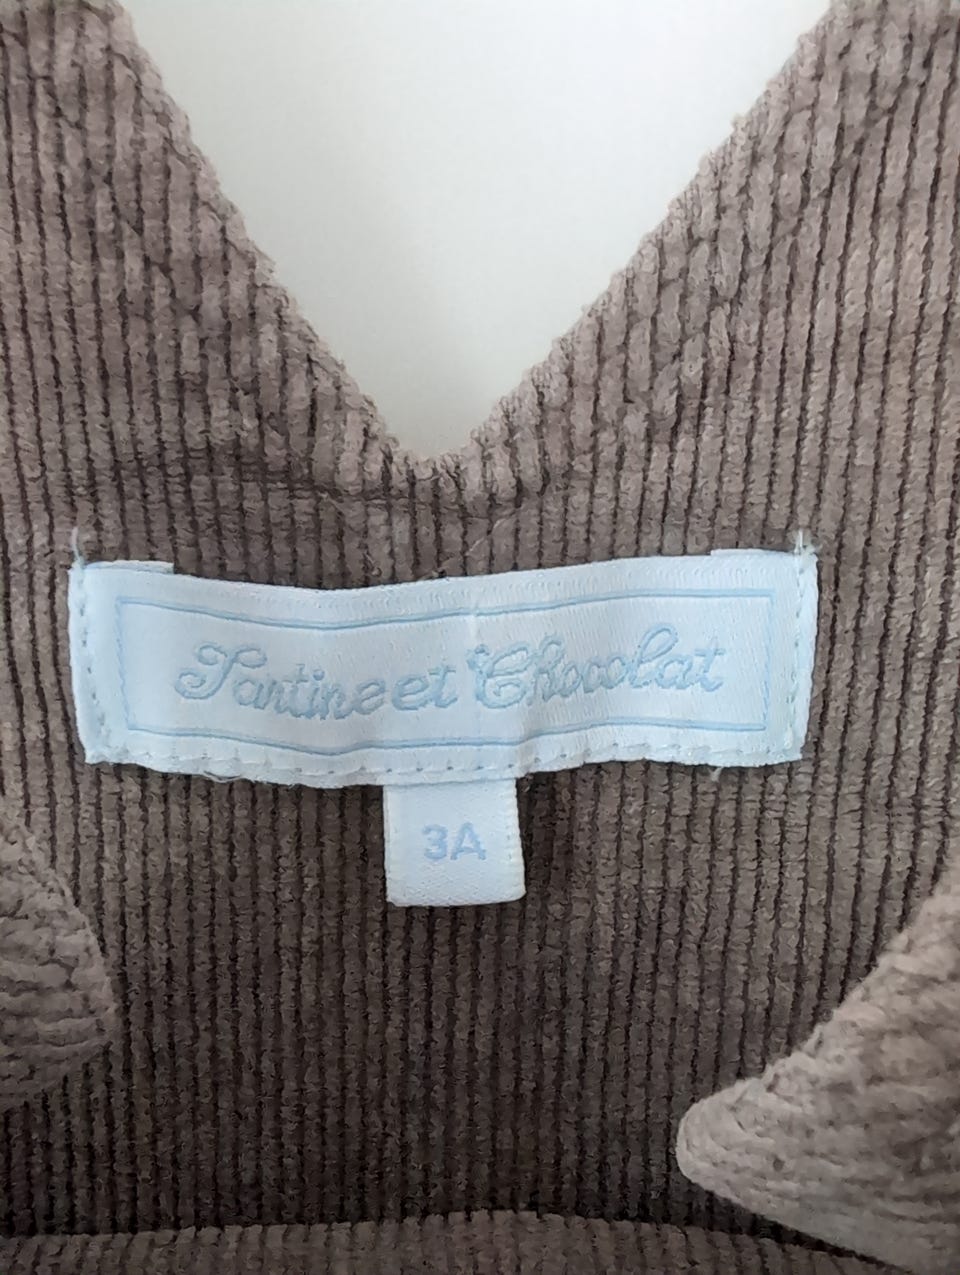 Tartine et Chocolat
3A